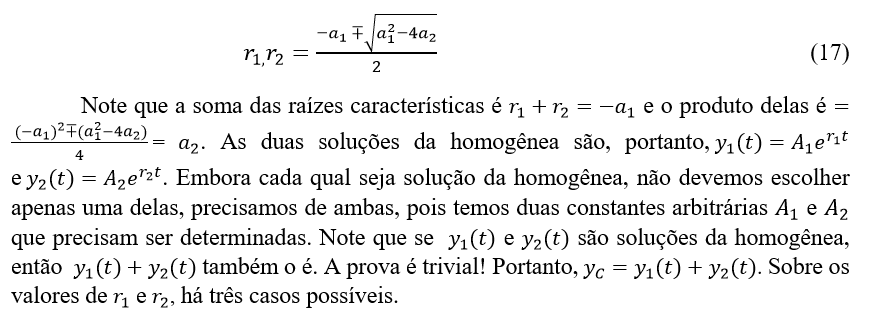 r₁,r₂ = (−a₁ ∓ √(a₁² − 4a₂)) / 2 (17)
Note que a soma das raízes características é r₁ + r₂ = −a₁ e o produto delas é =
((−a₁)² ∓ (a₁² − 4a₂)) / 4 = a₂. As duas soluções da homogênea são, portanto, y₁(t) = A₁e^{r₁t}
e y₂(t) = A₂e^{r₂t}. Embora cada qual seja solução da homogênea, não devemos escolher
apenas uma delas, precisamos de ambas, pois temos duas constantes arbitrárias A₁ e A₂
que precisam ser determinadas. Note que se y₁(t) e y₂(t) são soluções da homogênea,
então y₁(t) + y₂(t) também o é. A prova é trivial! Portanto, y_C = y₁(t) + y₂(t). Sobre os
valores de r₁ e r₂, há três casos possíveis.